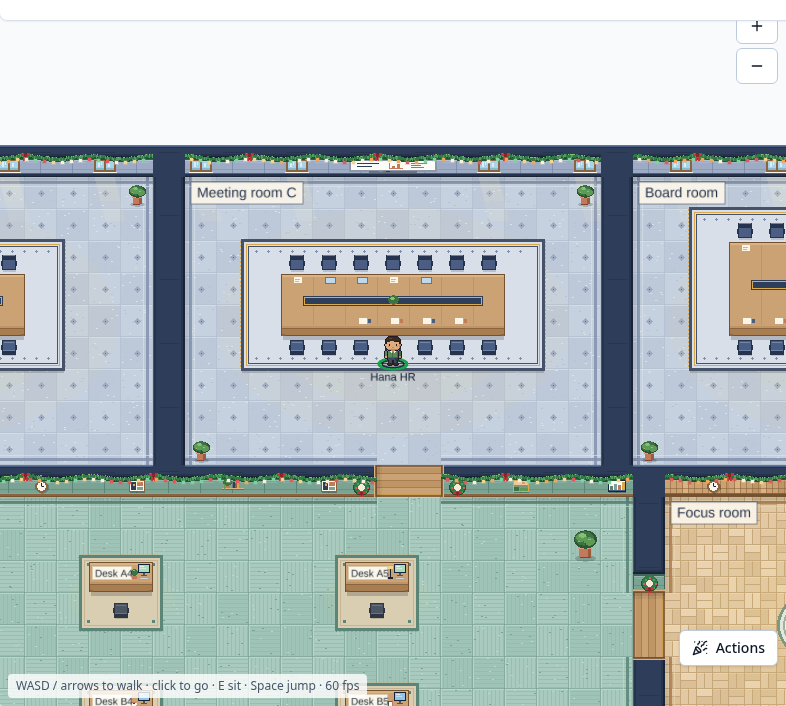 +
−
Meeting room C
Board room
Hana HR
Focus room
Desk A4
Desk A5
Actions
WASD / arrows to walk · click to go · E sit · Space jump · 60 fps
Desk B4
Desk B5